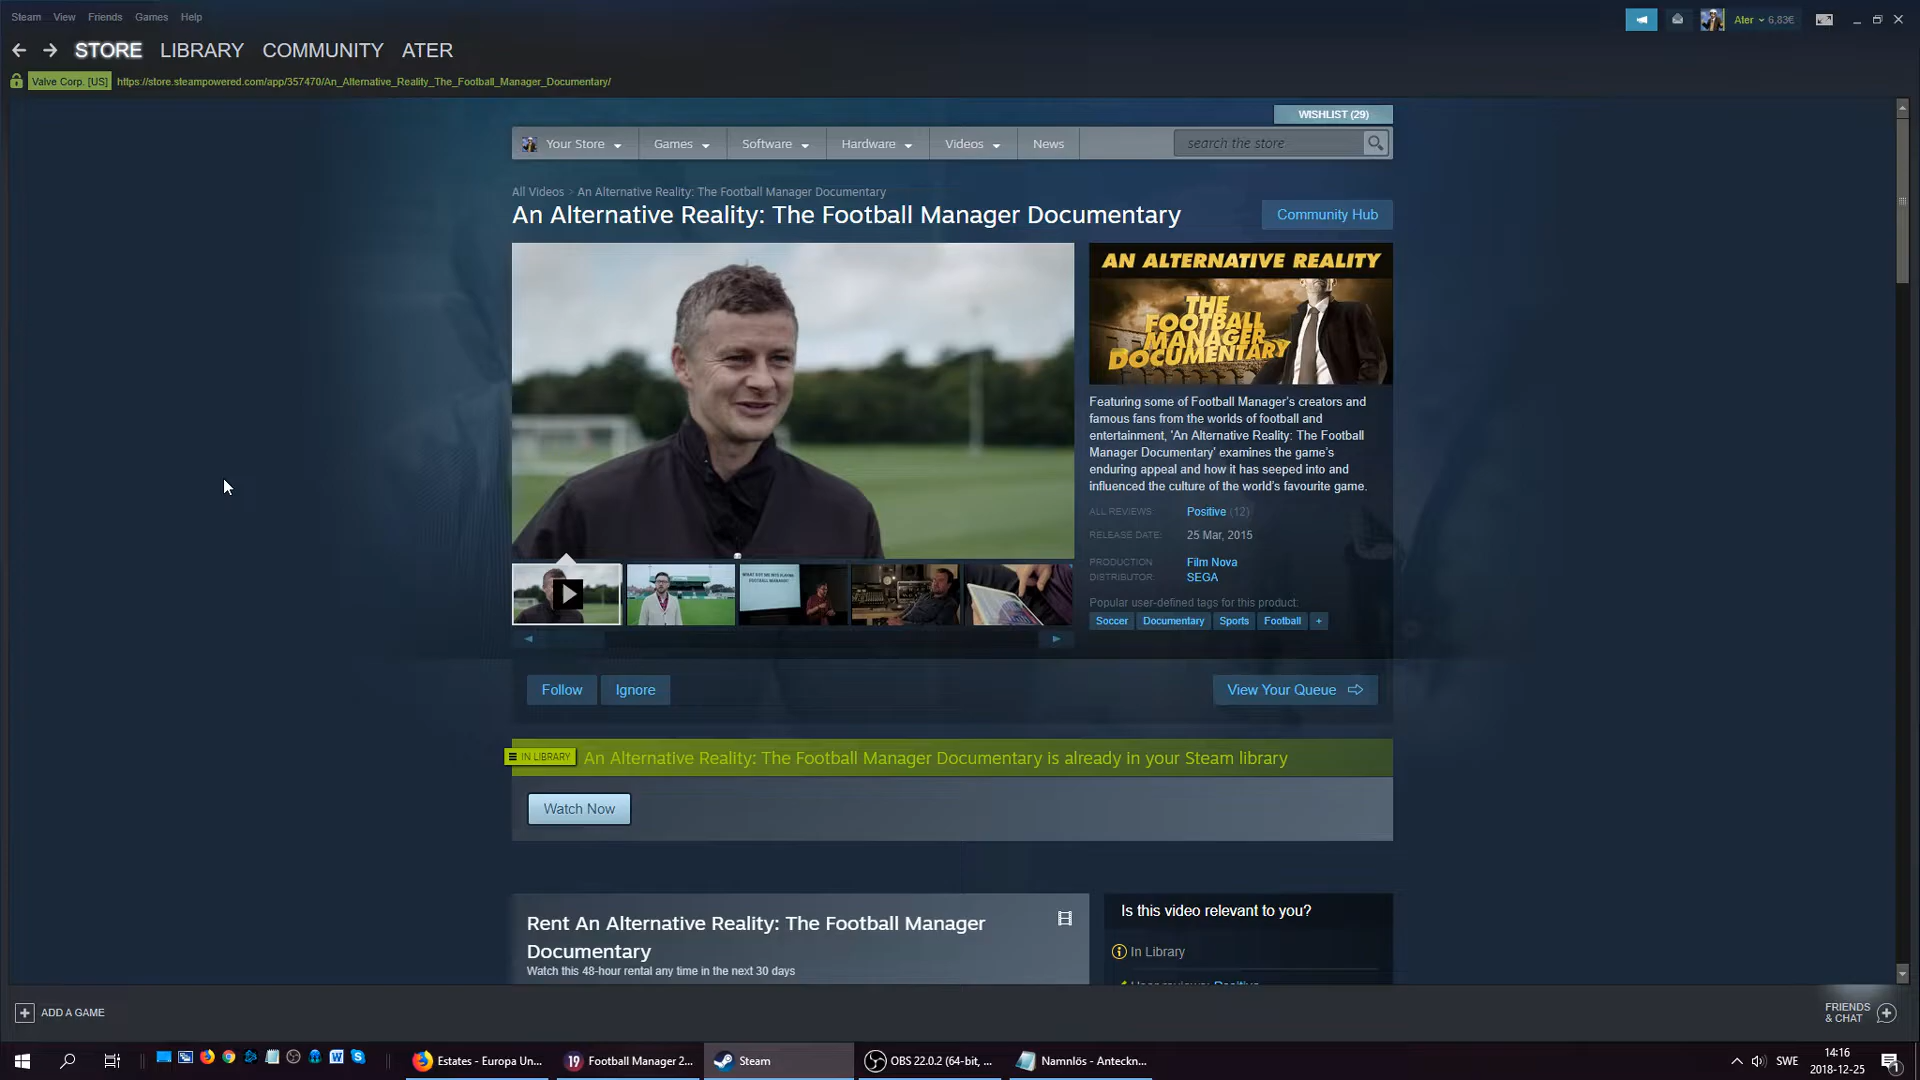 Steam View Friends Games Help
Ater 6,83€
STORE LIBRARY COMMUNITY ATER
Valve Corp. [US] https://store.steampowered.com/app/357470/An_Alternative_Reality_The_Football_Manager_Documentary/
WISHLIST (29)
Your Store Games Software Hardware Videos News search the store
All Videos > An Alternative Reality: The Football Manager Documentary
An Alternative Reality: The Football Manager Documentary
Community Hub
AN ALTERNATIVE REALITY
THE
FOOTBALL
MANAGER
DOCUMENTARY
Featuring some of Football Manager's creators and
famous fans from the worlds of football and
entertainment, 'An Alternative Reality: The Football
Manager Documentary' examines the game's
enduring appeal and how it has seeped into and
influenced the culture of the world's favourite game.
ALL REVIEWS: Positive (12)
RELEASE DATE: 25 Mar, 2015
PRODUCTION Film Nova
DISTRIBUTOR: SEGA
Popular user-defined tags for this product:
Soccer Documentary Sports Football +
Follow Ignore View Your Queue
IN LIBRARY An Alternative Reality: The Football Manager Documentary is already in your Steam library
Watch Now
Rent An Alternative Reality: The Football Manager
Documentary
Watch this 48-hour rental any time in the next 30 days
Is this video relevant to you?
In Library
User reviews: Positive
ADD A GAME
FRIENDS
& CHAT
Estates - Europa Un... 19 Football Manager 2... Steam OBS 22.0.2 (64-bit, ... Namnlös - Anteckn...
SWE
14:16
2018-12-25
1